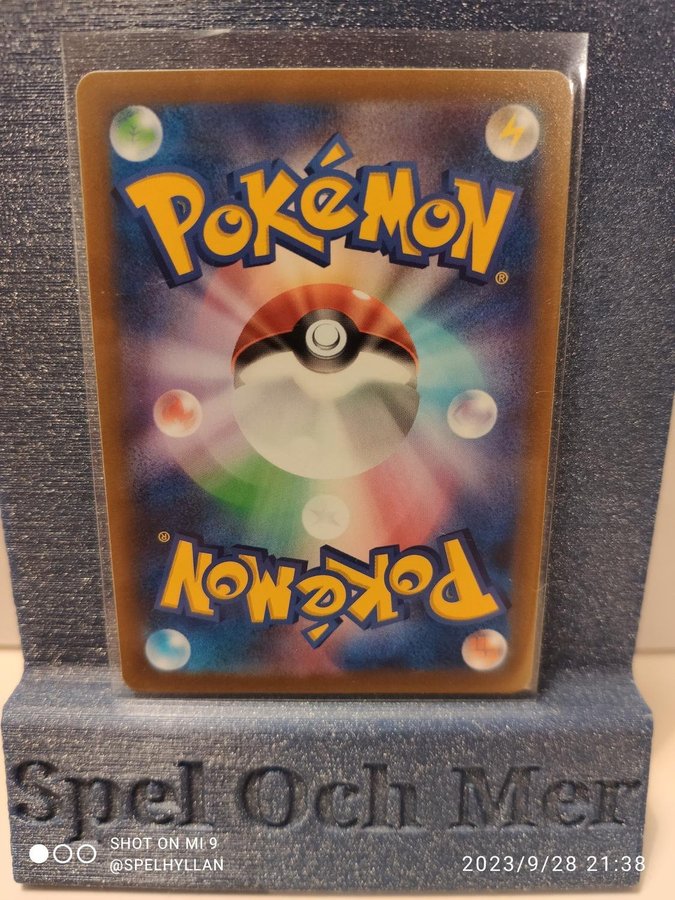 POKéMON
®
®
POKéMON
Spel Och Mer
SHOT ON MI 9
@SPELHYLLAN
2023/9/28 21:38